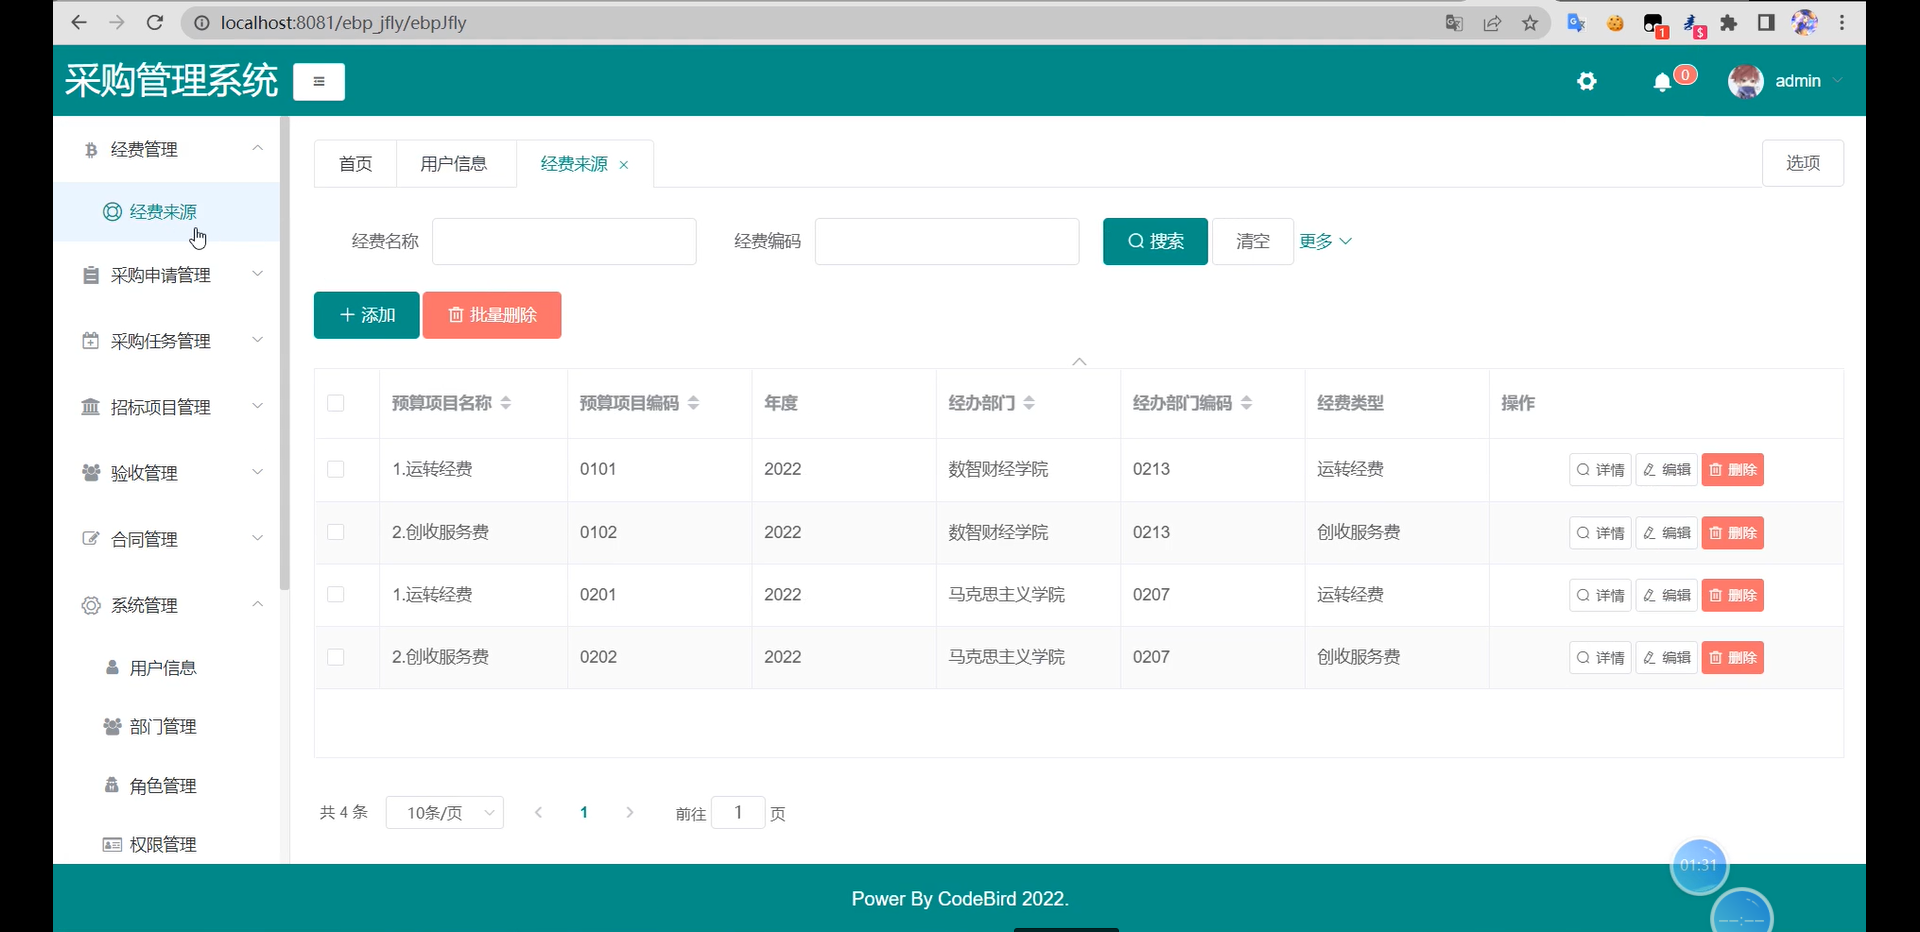 localhost:8081/ebp_jfly/ebpJfly
1
$
采购管理系统
0
admin
经费管理
经费来源
采购申请管理
采购任务管理
招标项目管理
验收管理
合同管理
系统管理
用户信息
部门管理
角色管理
权限管理
首页 用户信息 经费来源 ×
选项
经费名称 经费编码 搜索 清空 更多
+ 添加 批量删除
预算项目名称 预算项目编码 年度 经办部门 经办部门编码 经费类型 操作
1.运转经费 0101 2022 数智财经学院 0213 运转经费 详情 编辑 删除
2.创收服务费 0102 2022 数智财经学院 0213 创收服务费 详情 编辑 删除
1.运转经费 0201 2022 马克思主义学院 0207 运转经费 详情 编辑 删除
2.创收服务费 0202 2022 马克思主义学院 0207 创收服务费 详情 编辑 删除
共 4 条 10条/页 1 前往 1 页
01:31
--:--
Power By CodeBird 2022.